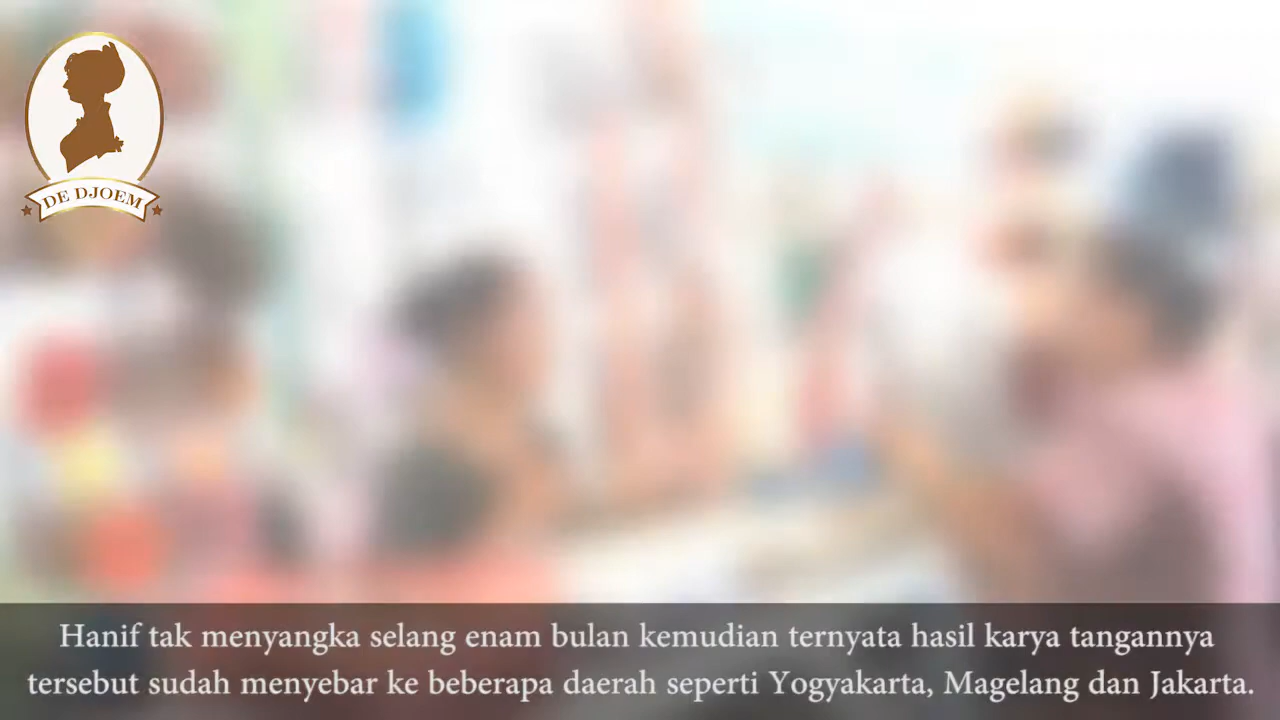 DE DJOEM
Hanif tak menyangka selang enam bulan kemudian ternyata hasil karya tangannya
tersebut sudah menyebar ke beberapa daerah seperti Yogyakarta, Magelang dan Jakarta.